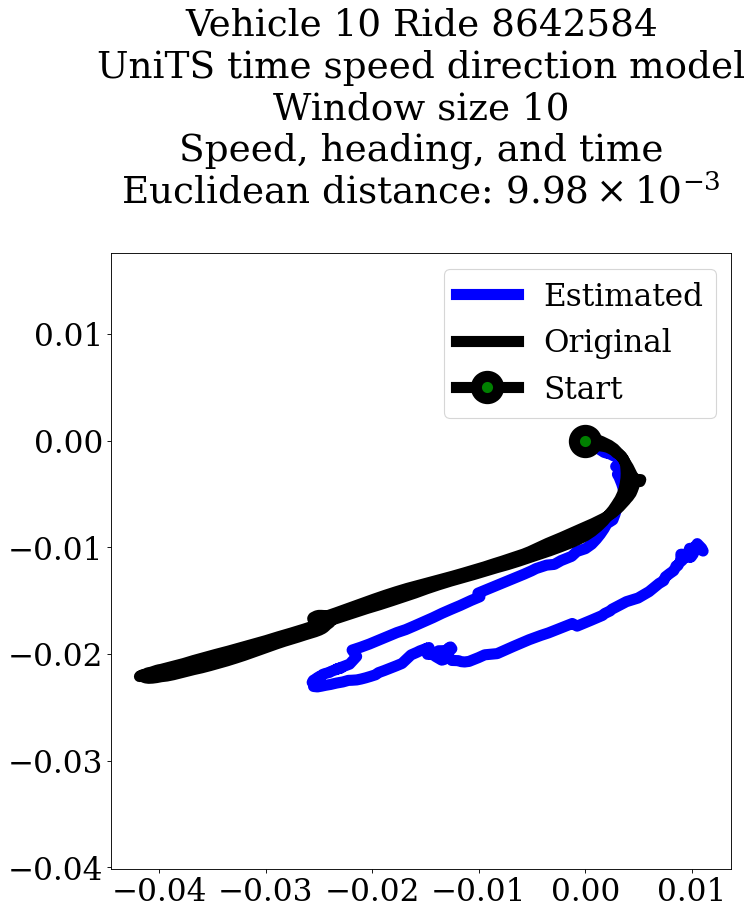 Vehicle 10 Ride 8642584
UniTS time speed direction model
Window size 10
Speed, heading, and time
Euclidean distance: 9.98 × 10⁻³
Estimated
Original
Start
0.01
0.00
−0.01
−0.02
−0.03
−0.04
−0.04 −0.03 −0.02 −0.01 0.00 0.01